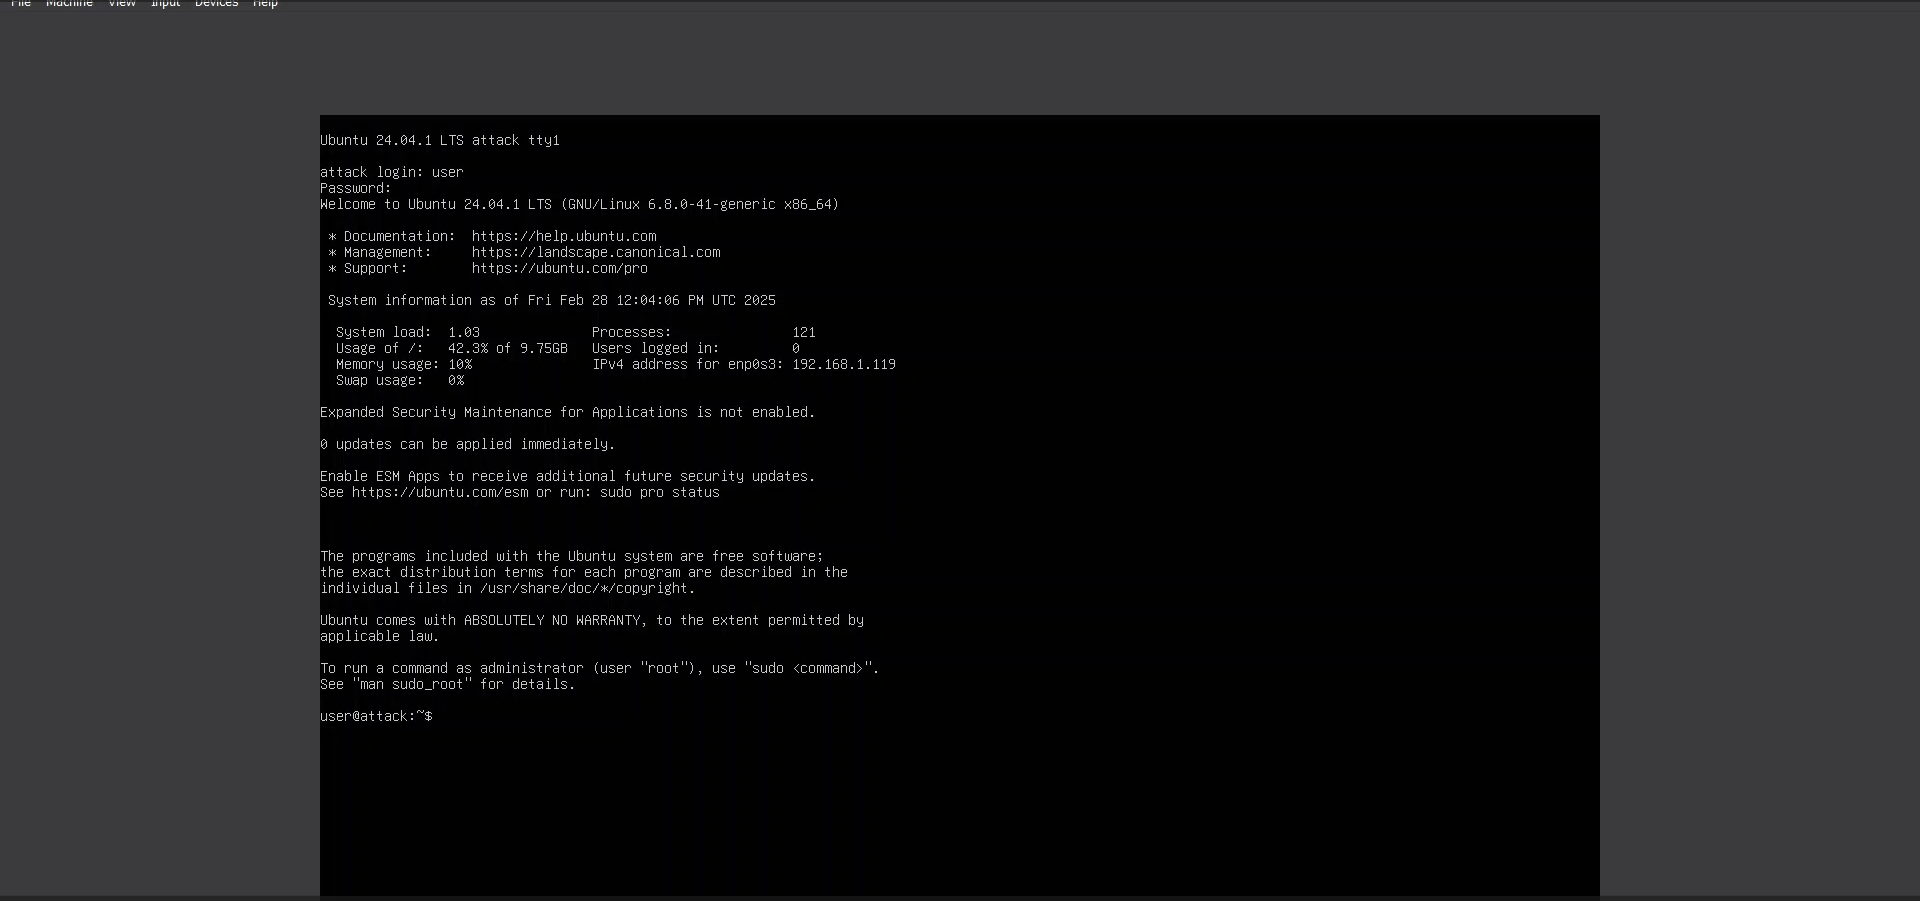 File Machine View Input Devices Help
Ubuntu 24.04.1 LTS attack tty1
attack login: user
Password:
Welcome to Ubuntu 24.04.1 LTS (GNU/Linux 6.8.0-41-generic x86_64)
* Documentation: https://help.ubuntu.com
* Management: https://landscape.canonical.com
* Support: https://ubuntu.com/pro
System information as of Fri Feb 28 12:04:06 PM UTC 2025
System load: 1.03 Processes: 121
Usage of /: 42.3% of 9.75GB Users logged in: 0
Memory usage: 10% IPv4 address for enp0s3: 192.168.1.119
Swap usage: 0%
Expanded Security Maintenance for Applications is not enabled.
0 updates can be applied immediately.
Enable ESM Apps to receive additional future security updates.
See https://ubuntu.com/esm or run: sudo pro status
The programs included with the Ubuntu system are free software;
the exact distribution terms for each program are described in the
individual files in /usr/share/doc/*/copyright.
Ubuntu comes with ABSOLUTELY NO WARRANTY, to the extent permitted by
applicable law.
To run a command as administrator (user "root"), use "sudo <command>".
See "man sudo_root" for details.
user@attack:~$